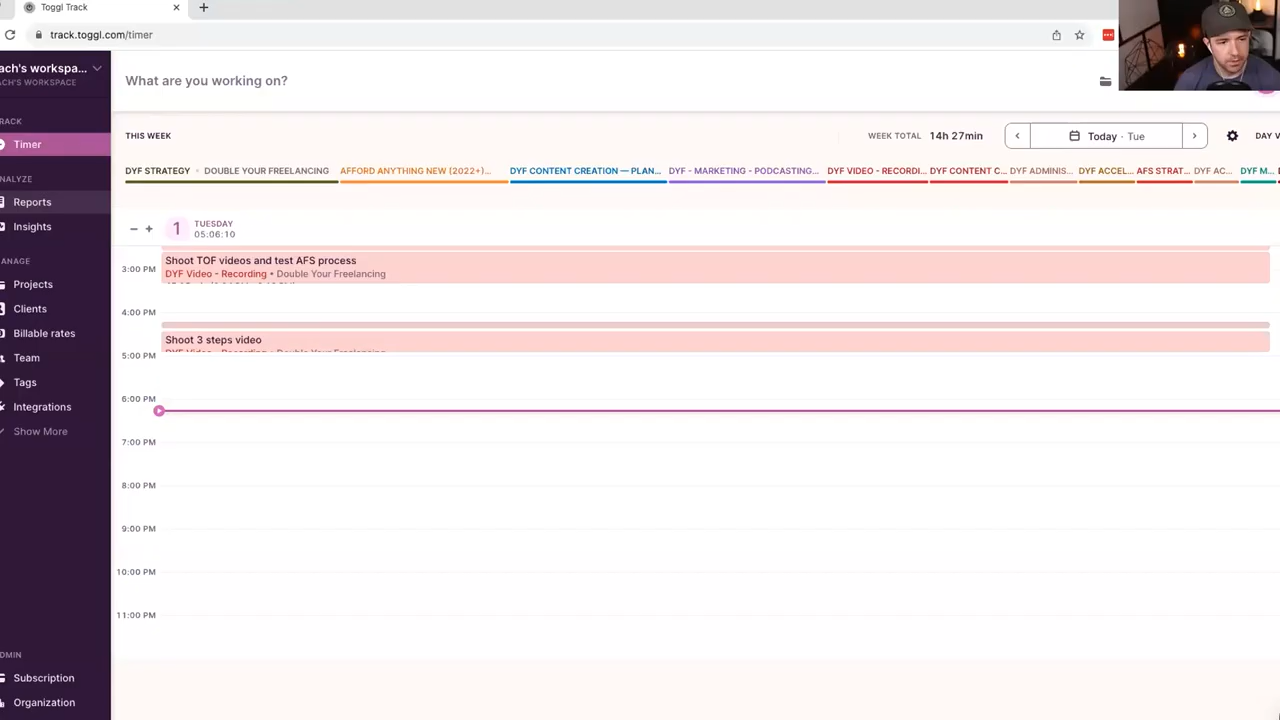 Toggl Track
track.toggl.com/timer
ach's workspa...
ACH'S WORKSPACE
What are you working on?
RACK
Timer
NALYZE
Reports
Insights
ANAGE
Projects
Clients
Billable rates
Team
Tags
Integrations
Show More
DMIN
Subscription
Organization
THIS WEEK
WEEK TOTAL 14h 27min
Today · Tue
DAY V
DYF STRATEGY • DOUBLE YOUR FREELANCING
AFFORD ANYTHING NEW (2022+)...
DYF CONTENT CREATION — PLAN...
DYF - MARKETING - PODCASTING...
DYF VIDEO - RECORDI...
DYF CONTENT C...
DYF ADMINIS...
DYF ACCEL...
AFS STRAT...
DYF AC...
DYF M...
1 TUESDAY
05:06:10
3:00 PM
Shoot TOF videos and test AFS process
DYF Video - Recording • Double Your Freelancing
4:00 PM
Shoot 3 steps video
DYF Video - Recording • Double Your Freelancing
5:00 PM
6:00 PM
7:00 PM
8:00 PM
9:00 PM
10:00 PM
11:00 PM